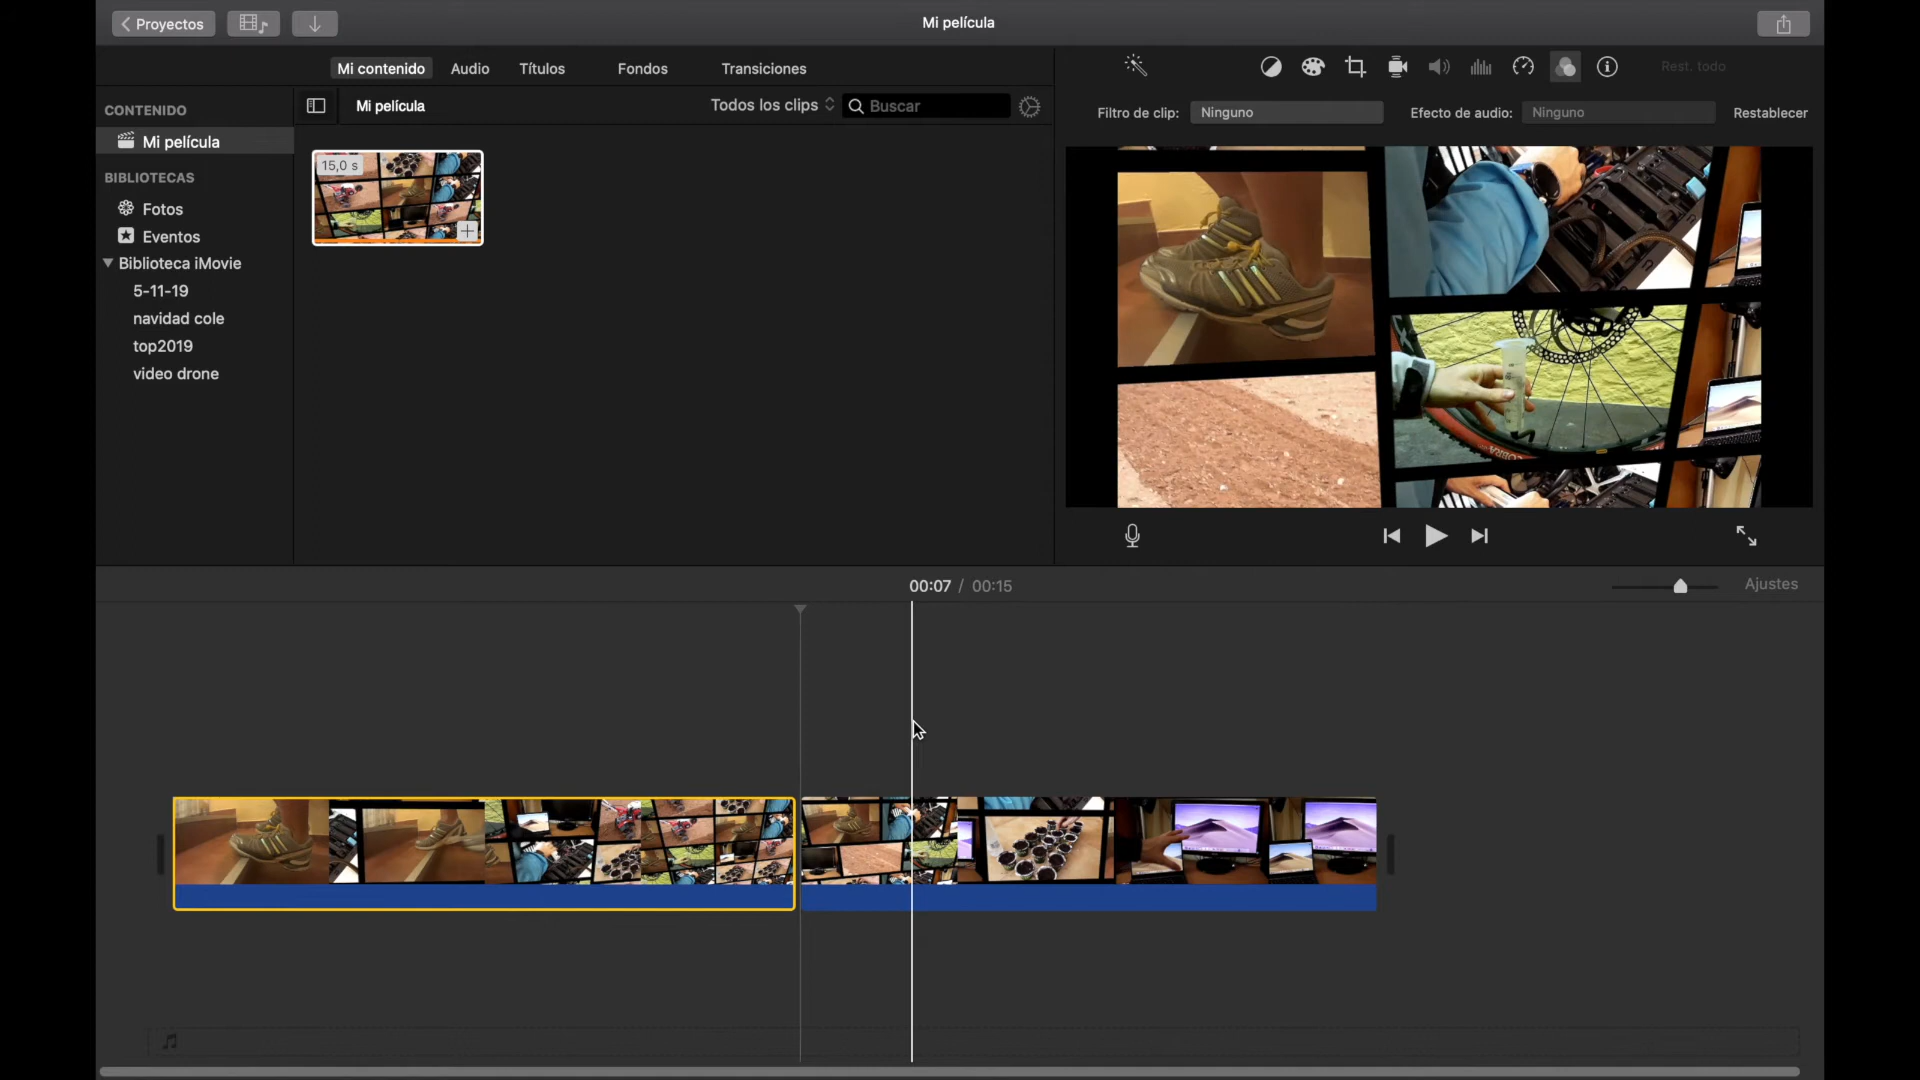 Proyectos
Mi película
Mi contenido
Audio
Títulos
Fondos
Transiciones
Rest. todo
CONTENIDO
Mi película
Todos los clips
Buscar
Filtro de clip:
Ninguno
Efecto de audio:
Ninguno
Restablecer
Mi película
BIBLIOTECAS
Fotos
Eventos
Biblioteca iMovie
5-11-19
navidad cole
top2019
video drone
15,0 s
COBRA
00:07 / 00:15
Ajustes